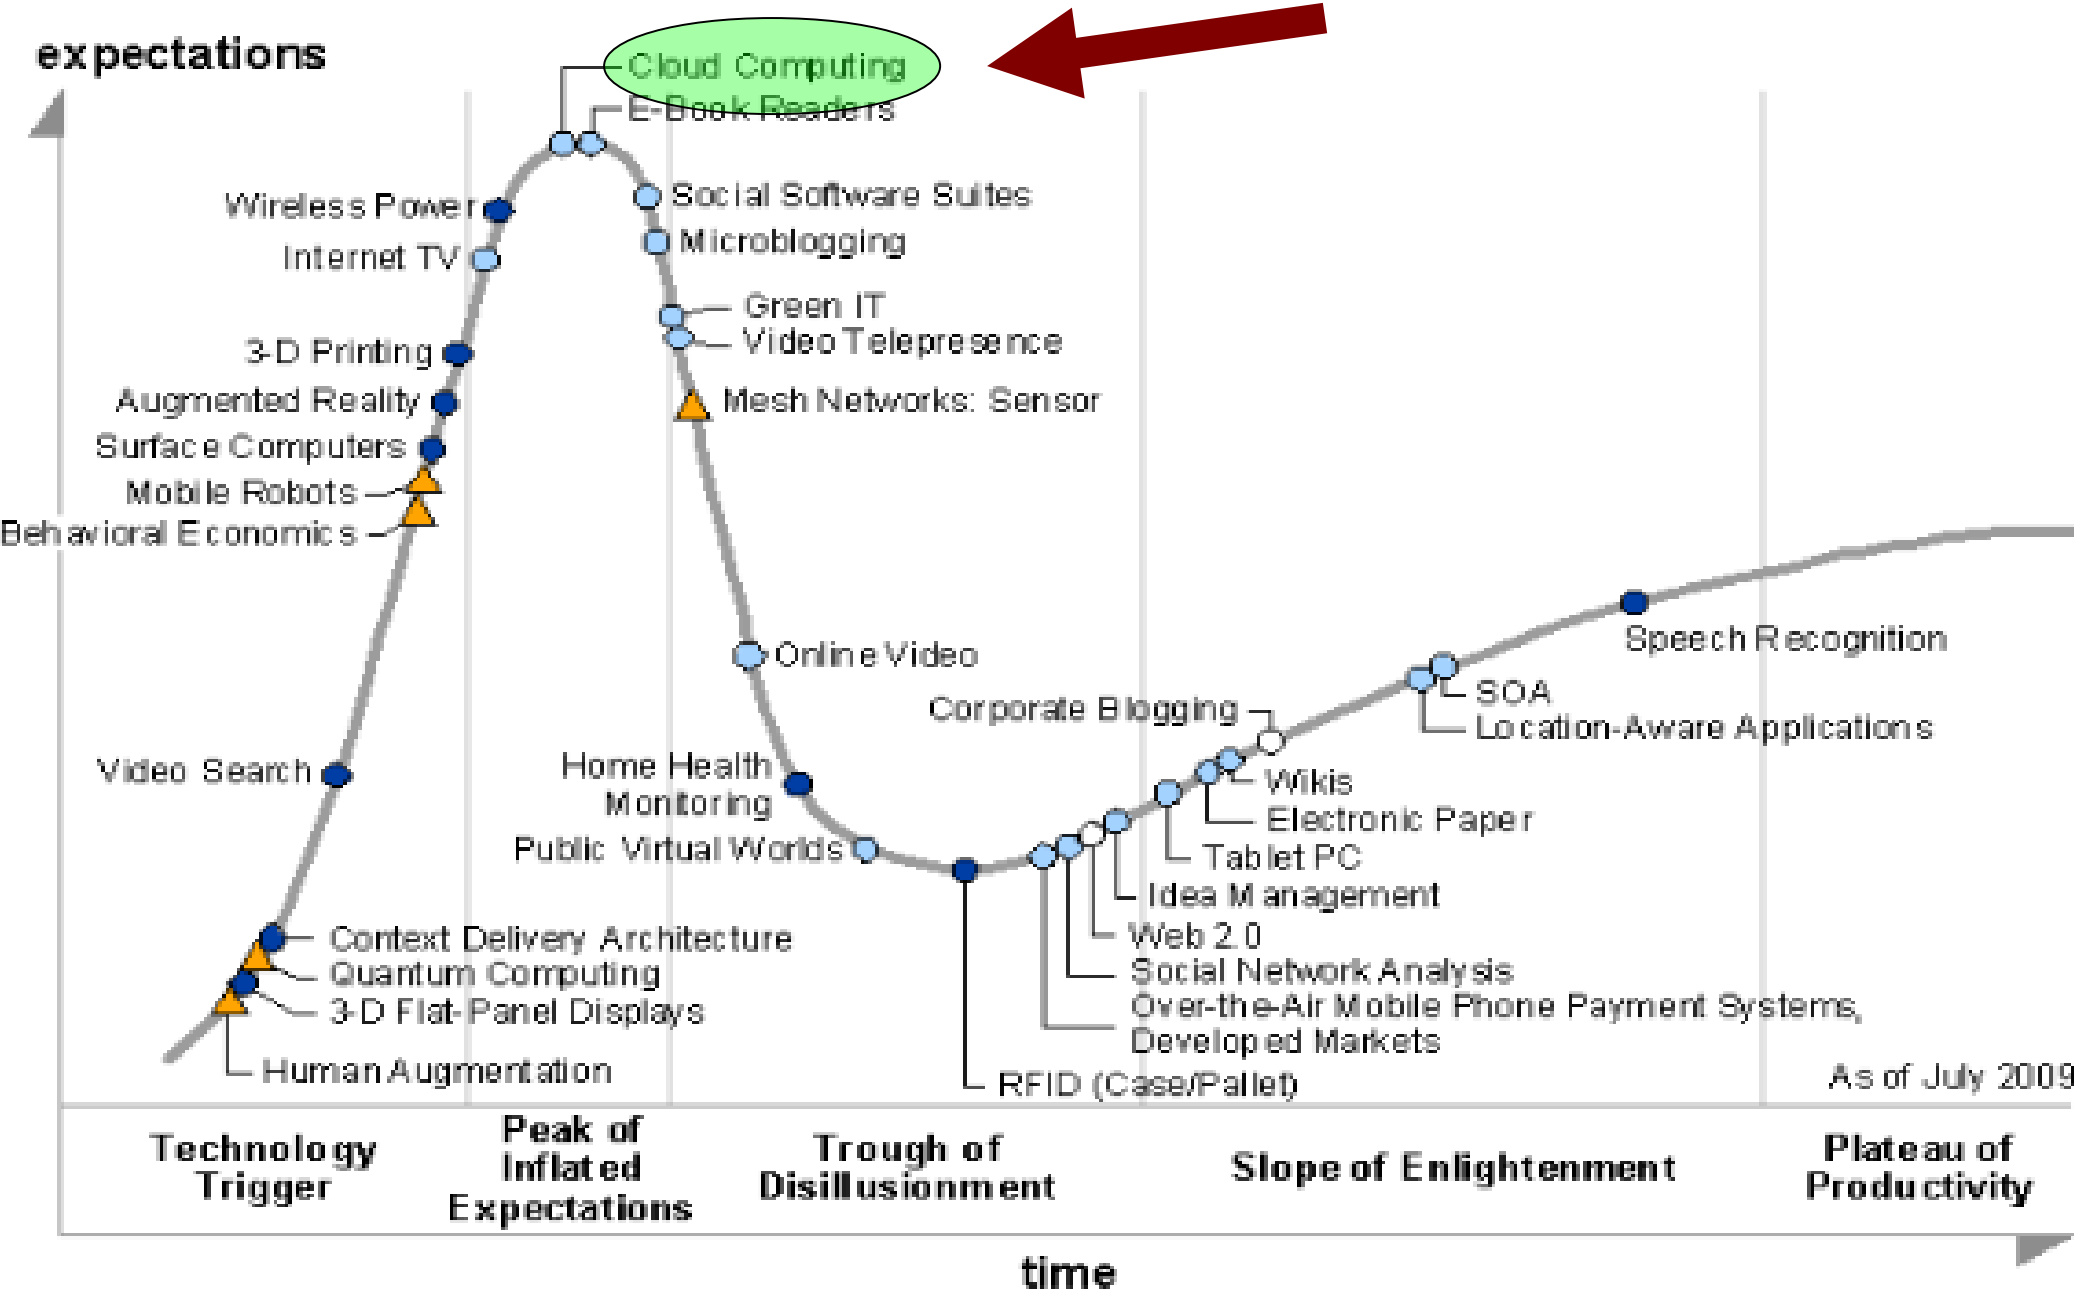 expectations
Cloud Computing
E-Book Readers
Wireless Power
Social Software Suites
Microblogging
Internet TV
Green IT
Video Telepresence
3-D Printing
Augmented Reality
Mesh Networks: Sensor
Surface Computers
Mobile Robots
Behavioral Economics
Speech Recognition
Online Video
SOA
Corporate Blogging
Location-Aware Applications
Video Search
Home Health
Monitoring
Wikis
Electronic Paper
Public Virtual Worlds
Tablet PC
Idea Management
Context Delivery Architecture
Web 2.0
Quantum Computing
Social Network Analysis
3-D Flat-Panel Displays
Over-the-Air Mobile Phone Payment Systems,
Developed Markets
Human Augmentation
RFID (Case/Pallet)
As of July 2009
Technology
Trigger
Peak of
Inflated
Expectations
Trough of
Disillusionment
Slope of Enlightenment
Plateau of
Productivity
time